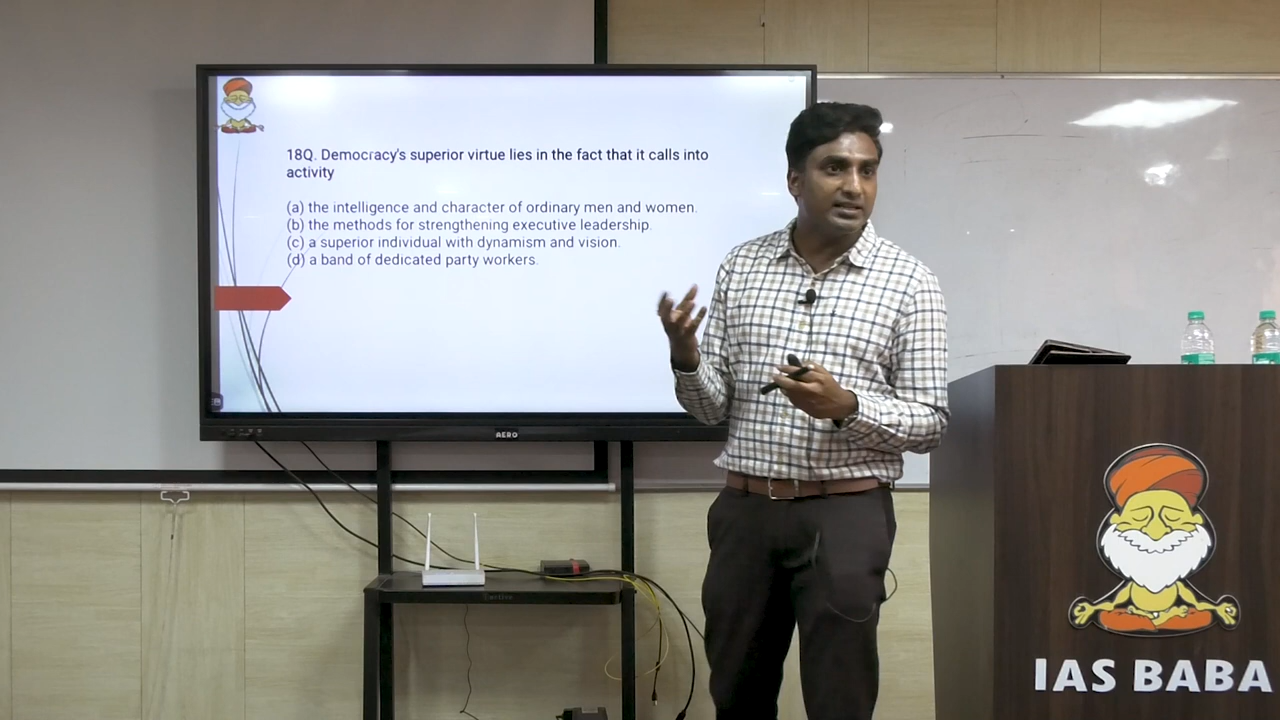 18Q. Democracy's superior virtue lies in the fact that it calls into
activity
(a) the intelligence and character of ordinary men and women.
(b) the methods for strengthening executive leadership.
(c) a superior individual with dynamism and vision.
(d) a band of dedicated party workers.
AERO
IAS BABA